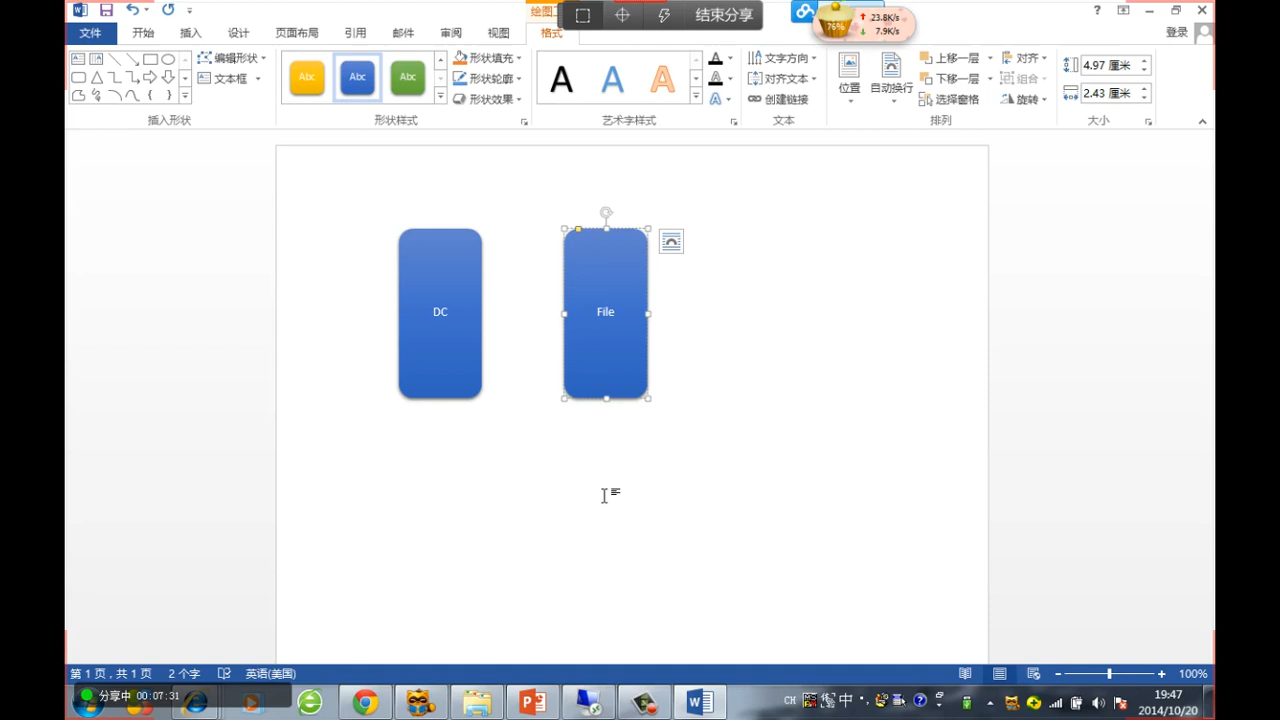 绘图工
结束分享
76%
23.8K/s
7.9K/s
?
文件
开始
插入
设计
页面布局
引用
邮件
审阅
视图
格式
登录
编辑形状
文本框
插入形状
Abc
Abc
Abc
形状填充
形状轮廓
形状效果
形状样式
A
A
A
艺术字样式
文字方向
对齐文本
创建链接
文本
位置
自动换行
上移一层
下移一层
选择窗格
对齐
组合
旋转
排列
4.97 厘米
2.43 厘米
大小
DC
File
第 1 页，共 1 页
2 个字
英语(美国)
100%
分享中 00:07:31
CH
中
19:47
2014/10/20